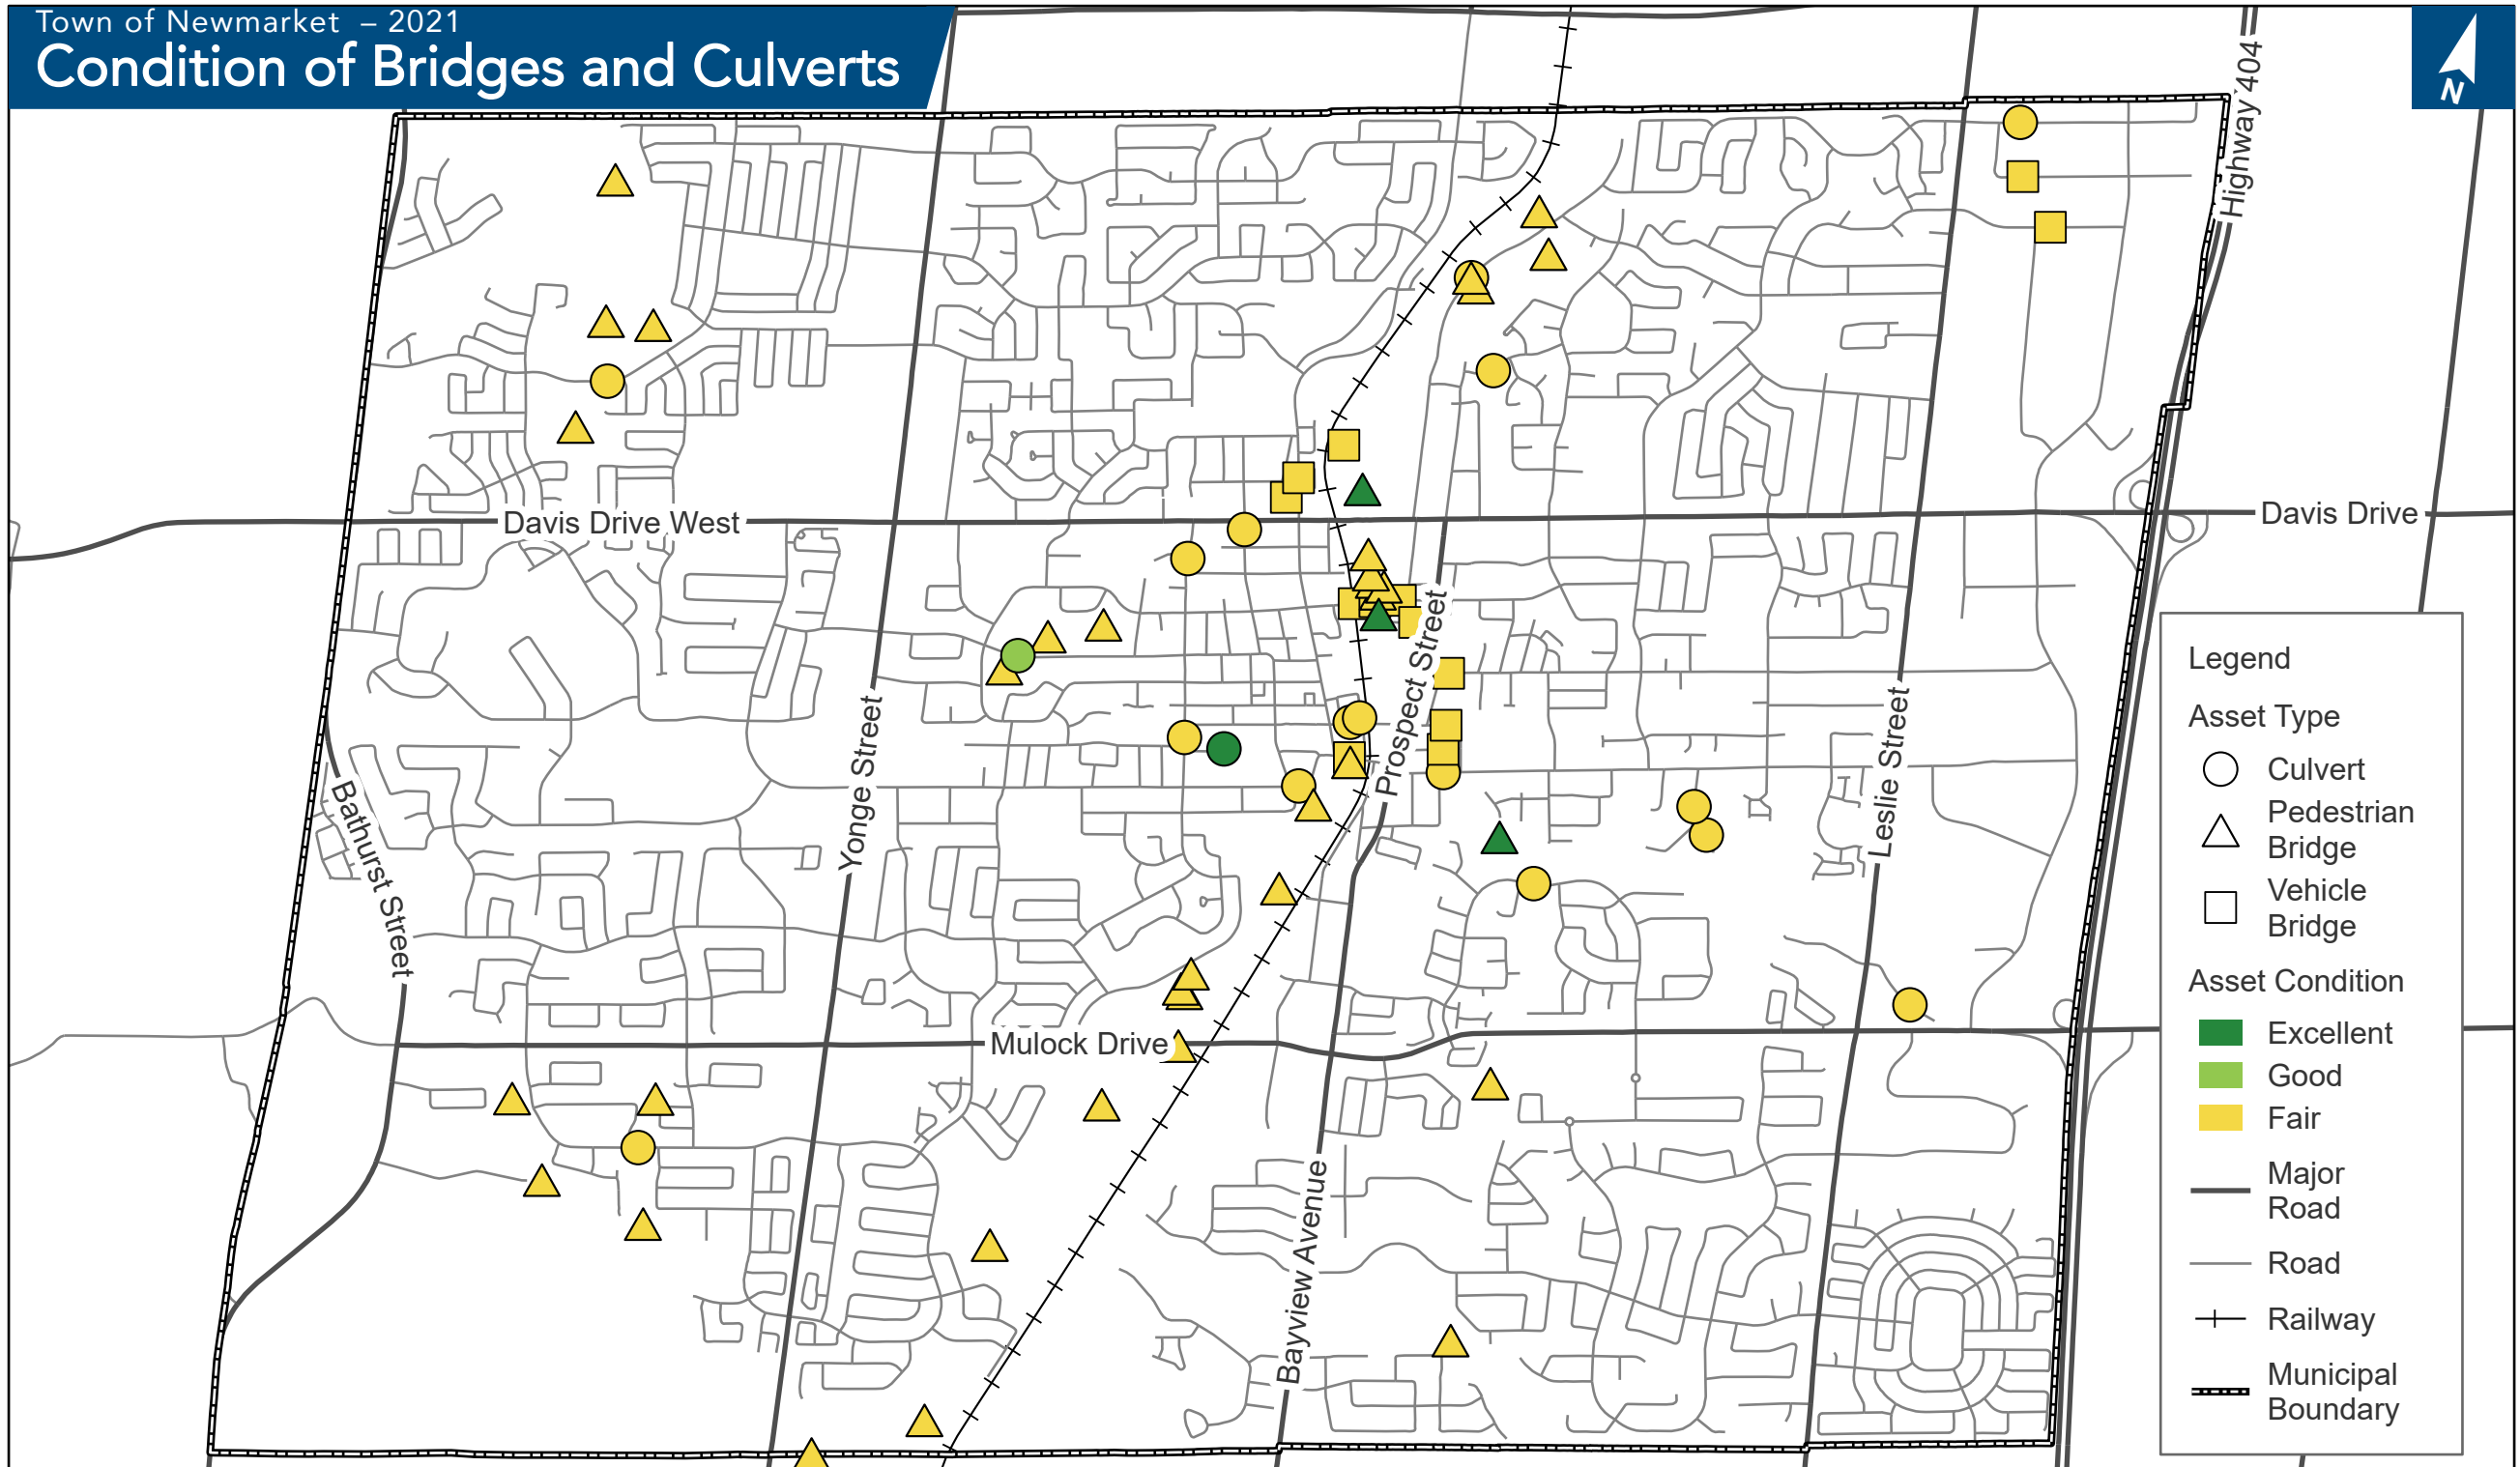 Town of Newmarket – 2021
Condition of Bridges and Culverts
N
Highway 404
Davis Drive West
Davis Drive
Prospect Street
Yonge Street
Leslie Street
Bathurst Street
Mulock Drive
Bayview Avenue
Legend
Asset Type
Culvert
Pedestrian
Bridge
Vehicle
Bridge
Asset Condition
Excellent
Good
Fair
Major
Road
Road
Railway
Municipal
Boundary